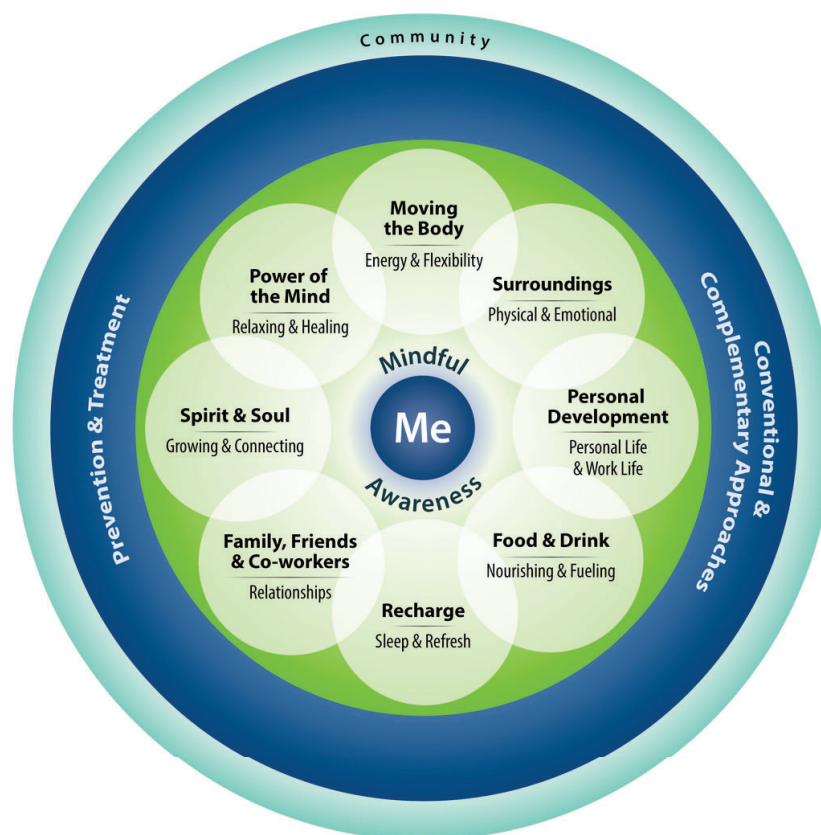 Community
Moving
the Body
Energy & Flexibility
Surroundings
Physical & Emotional
Personal
Development
Personal Life
& Work Life
Food & Drink
Nourishing & Fueling
Recharge
Sleep & Refresh
Family, Friends
& Co-workers
Relationships
Spirit & Soul
Growing & Connecting
Power of
the Mind
Relaxing & Healing
Mindful
Me
Awareness
Prevention & Treatment
Conventional &
Complementary Approaches